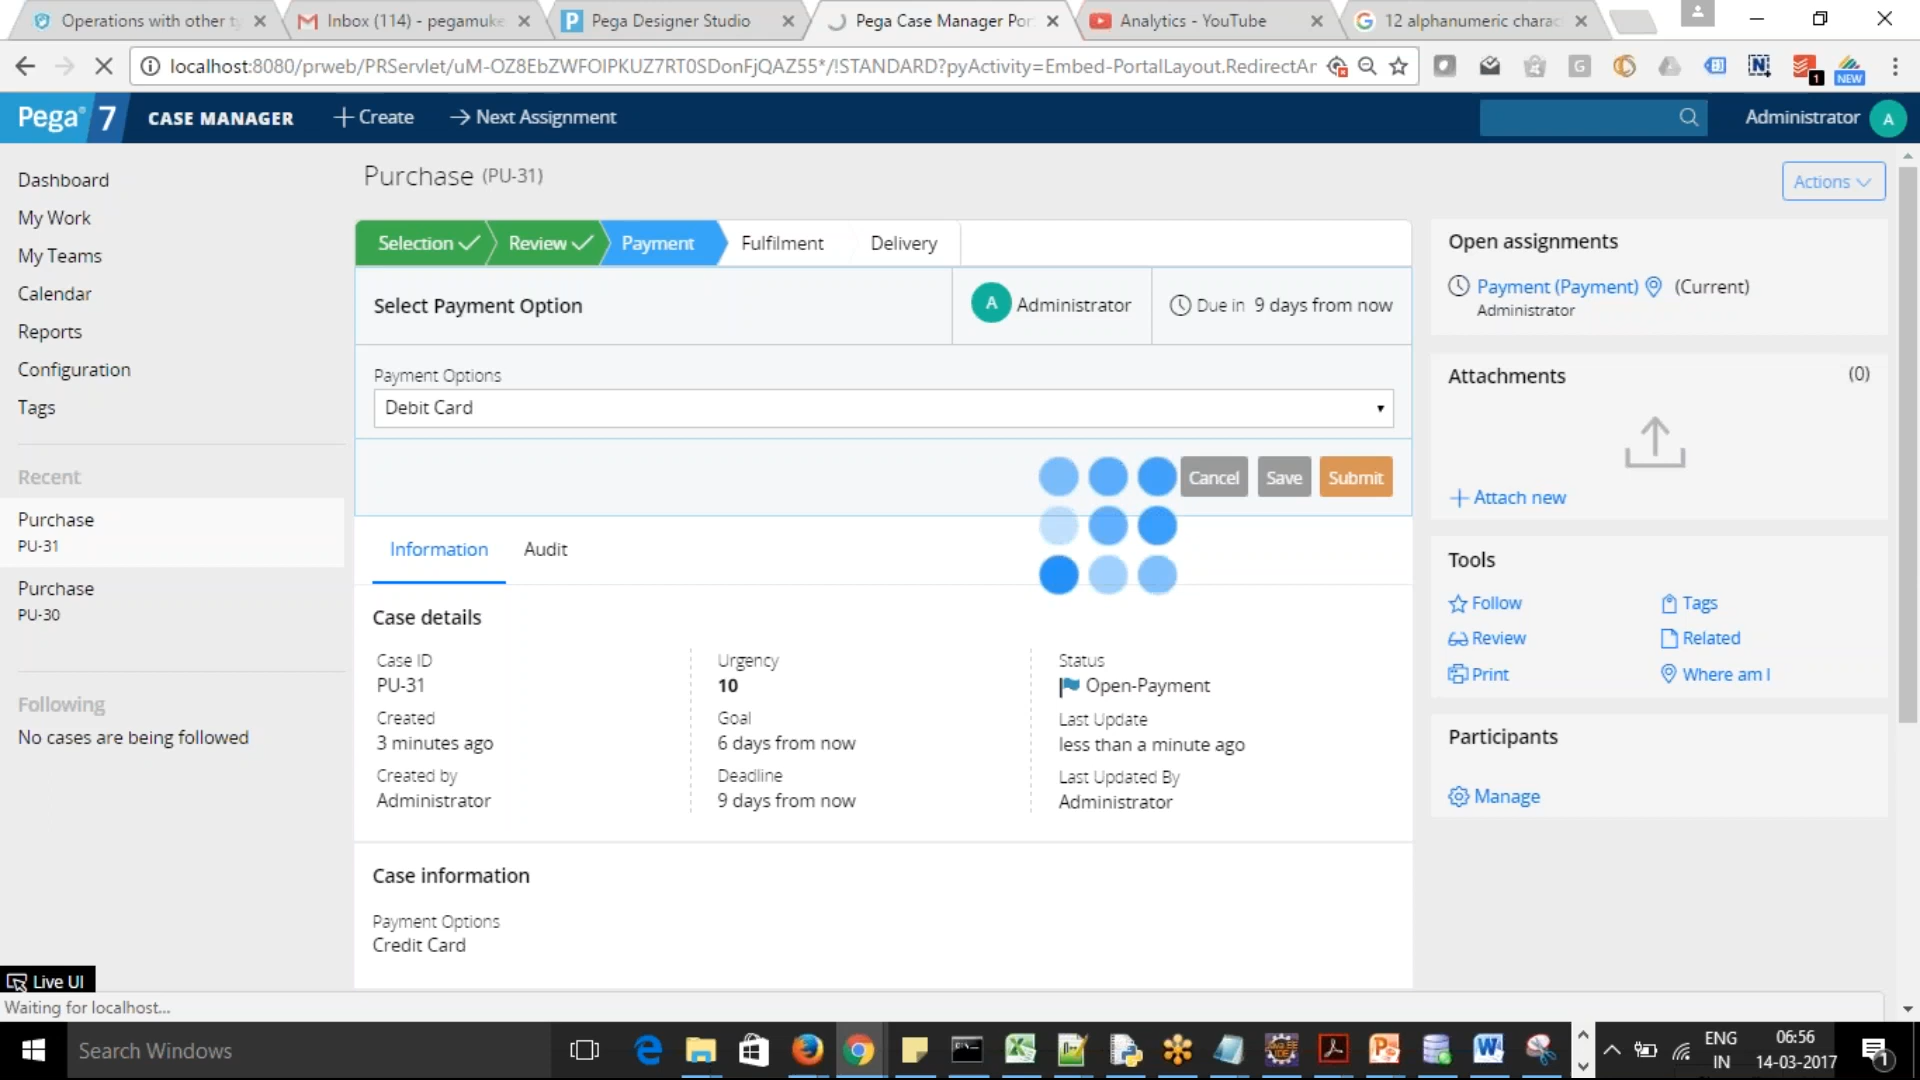 Operations with other ty
Inbox (114) - pegamuke
Pega Designer Studio
Pega Case Manager Por
Analytics - YouTube
12 alphanumeric charac
localhost:8080/prweb/PRServlet/uM-OZ8EbZWFOIPKUZ7RT0SDonFjQAZ55*/!STANDARD?pyActivity=Embed-PortalLayout.RedirectAr
G
1
NEW
Pega 7 CASE MANAGER
Create
Next Assignment
Administrator
A
Dashboard
My Work
My Teams
Calendar
Reports
Configuration
Tags
Recent
Purchase
PU-31
Purchase
PU-30
Following
No cases are being followed
Purchase (PU-31)
Actions
Selection
Review
Payment
Fulfilment
Delivery
Select Payment Option
A Administrator
Due in 9 days from now
Payment Options
Debit Card
Cancel
Save
Submit
Information
Audit
Case details
Case ID
PU-31
Created
3 minutes ago
Created by
Administrator
Urgency
10
Goal
6 days from now
Deadline
9 days from now
Status
Open-Payment
Last Update
less than a minute ago
Last Updated By
Administrator
Case information
Payment Options
Credit Card
Open assignments
Payment (Payment) (Current)
Administrator
Attachments (0)
Attach new
Tools
Follow
Tags
Review
Related
Print
Where am I
Participants
Manage
Live UI
Waiting for localhost...
Search Windows
ENG
IN
06:56
14-03-2017
1